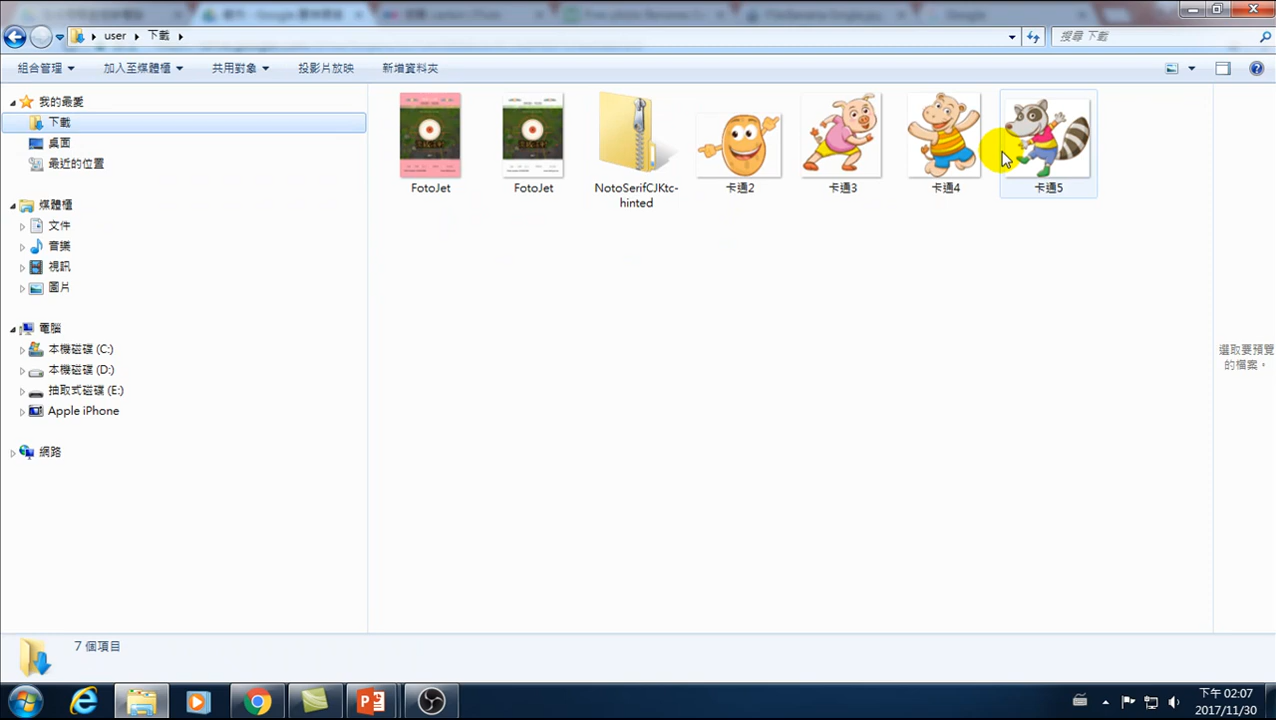 user
下載
搜尋 下載
組合管理
加入至媒體櫃
共用對象
投影片放映
新增資料夾
我的最愛
下載
桌面
最近的位置
媒體櫃
文件
音樂
視訊
圖片
電腦
本機磁碟 (C:)
本機磁碟 (D:)
抽取式磁碟 (E:)
Apple iPhone
網路
FotoJet
FotoJet
NotoSerifCJKtc-
hinted
卡通2
卡通3
卡通4
卡通5
選取要預覽
的檔案。
7 個項目
下午 02:07
2017/11/30